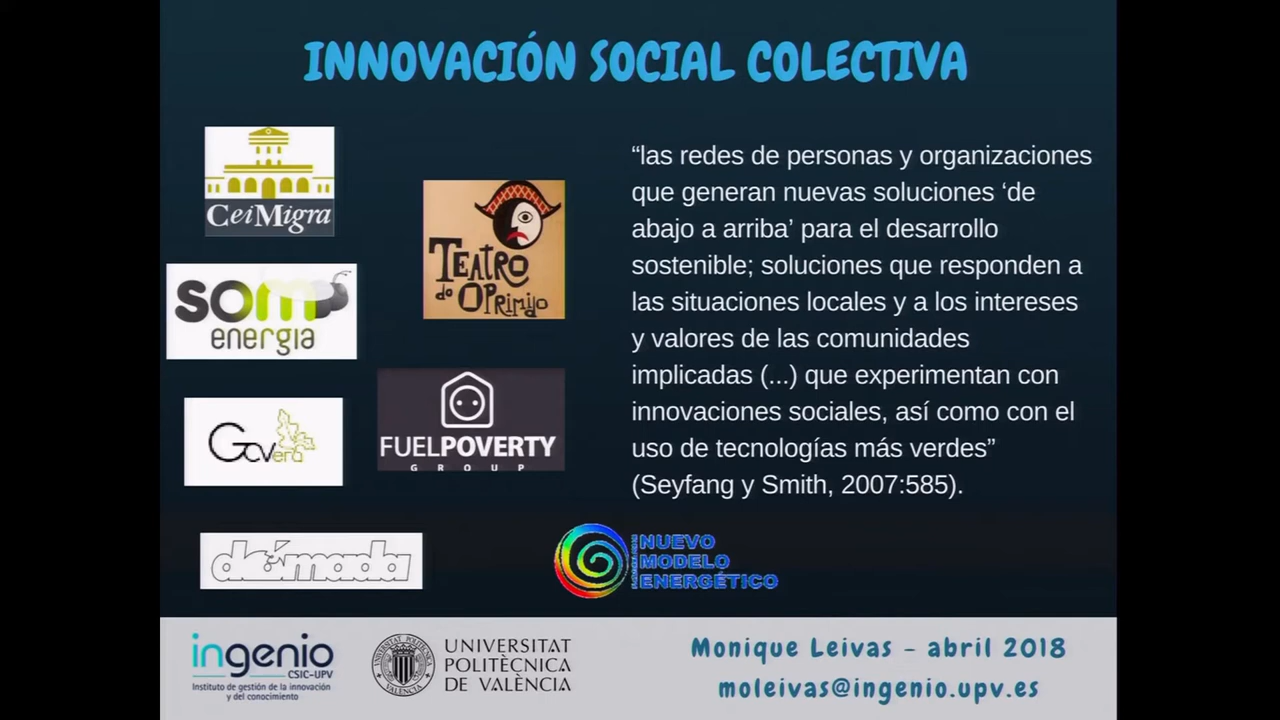 INNOVACIÓN SOCIAL COLECTIVA
CeiMigra
som
energia
GoVera
dcómada
TEATRO
do OPRIMIdO
FUELPOVERTY
GROUP
“las redes de personas y organizaciones
que generan nuevas soluciones ‘de
abajo a arriba’ para el desarrollo
sostenible; soluciones que responden a
las situaciones locales y a los intereses
y valores de las comunidades
implicadas (...) que experimentan con
innovaciones sociales, así como con el
uso de tecnologías más verdes”
(Seyfang y Smith, 2007:585).
NUEVO
MODELO
ENERGÉTICO
ingenio
CSIC-UPV
Instituto de gestión de la innovación
y del conocimiento
UNIVERSITAT
POLITÈCNICA
DE VALÈNCIA
Monique Leivas - abril 2018
moleivas@ingenio.upv.es